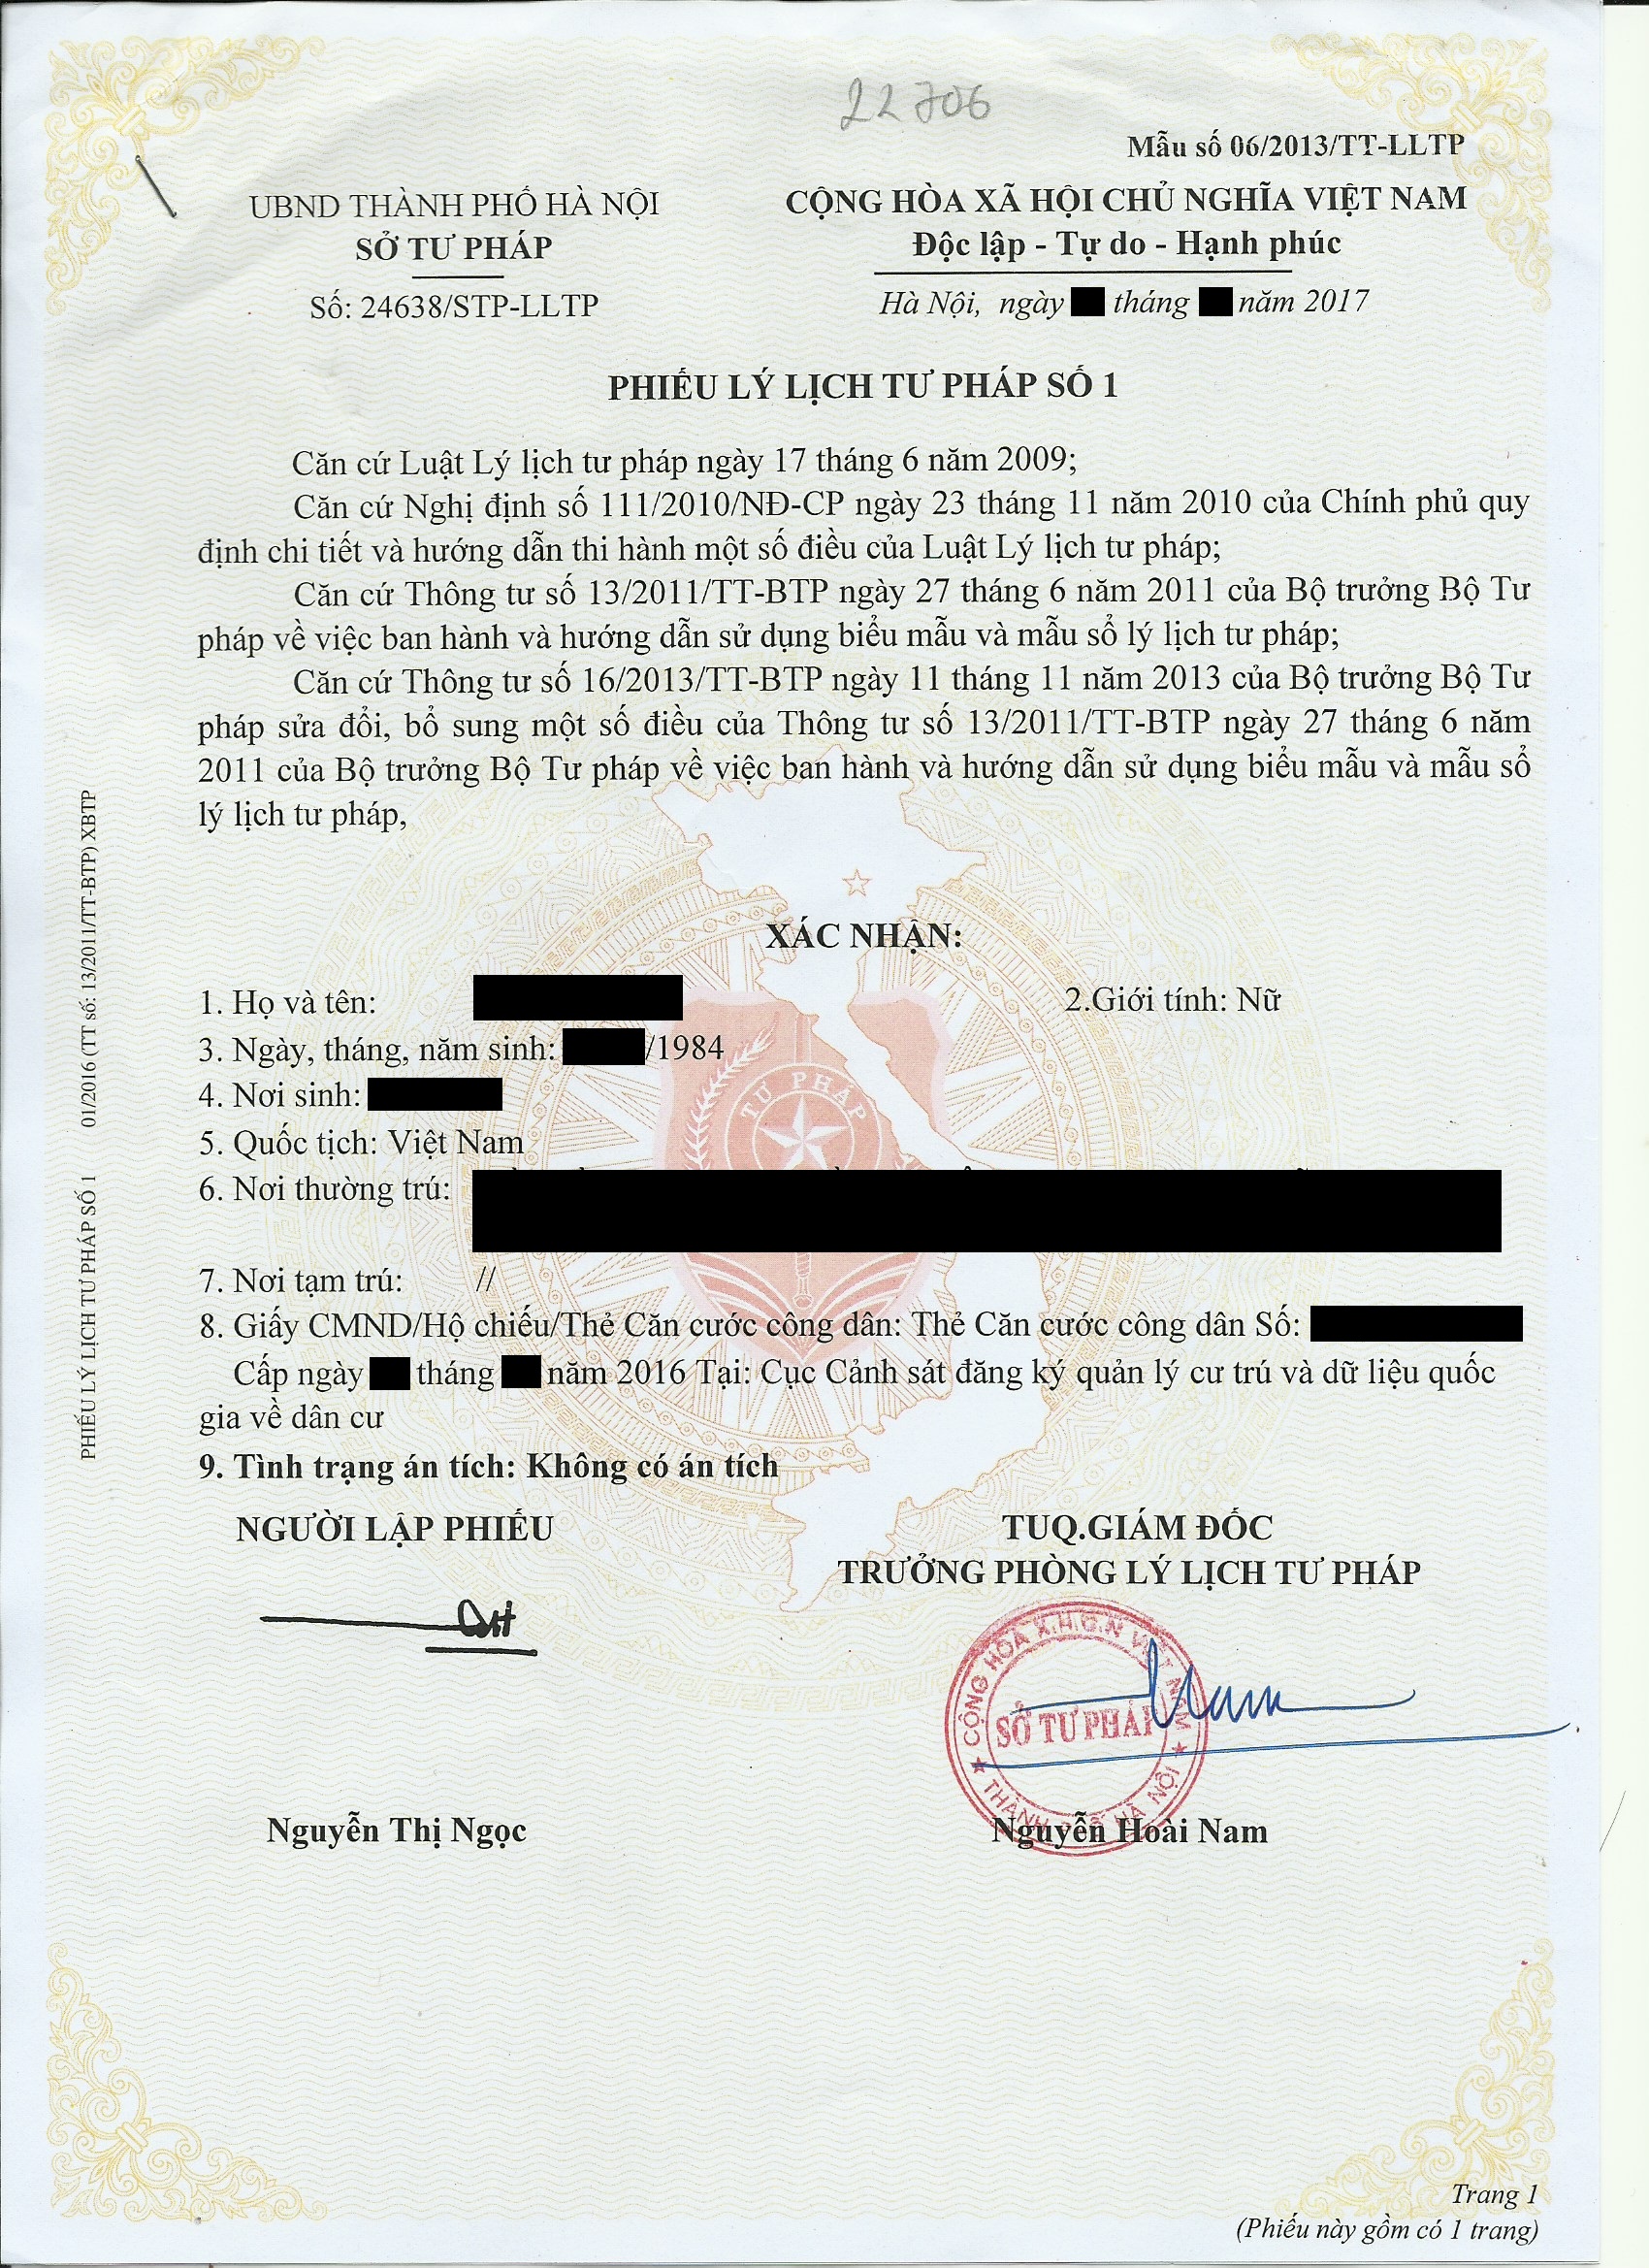 22706
Mẫu số 06/2013/TT-LLTP
UBND THÀNH PHỐ HÀ NỘI
SỞ TƯ PHÁP
Số: 24638/STP-LLTP
CỘNG HÒA XÃ HỘI CHỦ NGHĨA VIỆT NAM
Độc lập - Tự do - Hạnh phúc
Hà Nội, ngày tháng năm 2017
PHIẾU LÝ LỊCH TƯ PHÁP SỐ 1
Căn cứ Luật Lý lịch tư pháp ngày 17 tháng 6 năm 2009;
Căn cứ Nghị định số 111/2010/NĐ-CP ngày 23 tháng 11 năm 2010 của Chính phủ quy
định chi tiết và hướng dẫn thi hành một số điều của Luật Lý lịch tư pháp;
Căn cứ Thông tư số 13/2011/TT-BTP ngày 27 tháng 6 năm 2011 của Bộ trưởng Bộ Tư
pháp về việc ban hành và hướng dẫn sử dụng biểu mẫu và mẫu sổ lý lịch tư pháp;
Căn cứ Thông tư số 16/2013/TT-BTP ngày 11 tháng 11 năm 2013 của Bộ trưởng Bộ Tư
pháp sửa đổi, bổ sung một số điều của Thông tư số 13/2011/TT-BTP ngày 27 tháng 6 năm
2011 của Bộ trưởng Bộ Tư pháp về việc ban hành và hướng dẫn sử dụng biểu mẫu và mẫu sổ
lý lịch tư pháp,
XÁC NHẬN:
1. Họ và tên: 2.Giới tính: Nữ
3. Ngày, tháng, năm sinh: /1984
4. Nơi sinh:
TƯ PHÁP
5. Quốc tịch: Việt Nam
6. Nơi thường trú:
7. Nơi tạm trú: //
8. Giấy CMND/Hộ chiếu/Thẻ Căn cước công dân: Thẻ Căn cước công dân Số:
Cấp ngày tháng năm 2016 Tại: Cục Cảnh sát đăng ký quản lý cư trú và dữ liệu quốc
gia về dân cư
9. Tình trạng án tích: Không có án tích
NGƯỜI LẬP PHIẾU
TUQ.GIÁM ĐỐC
TRƯỞNG PHÒNG LÝ LỊCH TƯ PHÁP
CỘNG HÒA X.H.C.N VIỆT NAM
SỞ TƯ PHÁP
THÀNH PHỐ HÀ NỘI
Nguyễn Thị Ngọc
Nguyễn Hoài Nam
PHIẾU LÝ LỊCH TƯ PHÁP SỐ 1 01/2016 (TT số: 13/2011/TT-BTP) XBTP
Trang 1
(Phiếu này gồm có 1 trang)